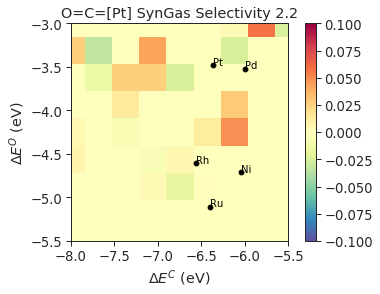 O=C=[Pt] SynGas Selectivity 2.2
−3.0
−3.5
−4.0
−4.5
−5.0
−5.5
ΔE^O (eV)
−8.0 −7.5 −7.0 −6.5 −6.0 −5.5
ΔE^C (eV)
Pt
Pd
Rh
Ni
Ru
0.100
0.075
0.050
0.025
0.000
−0.025
−0.050
−0.075
−0.100